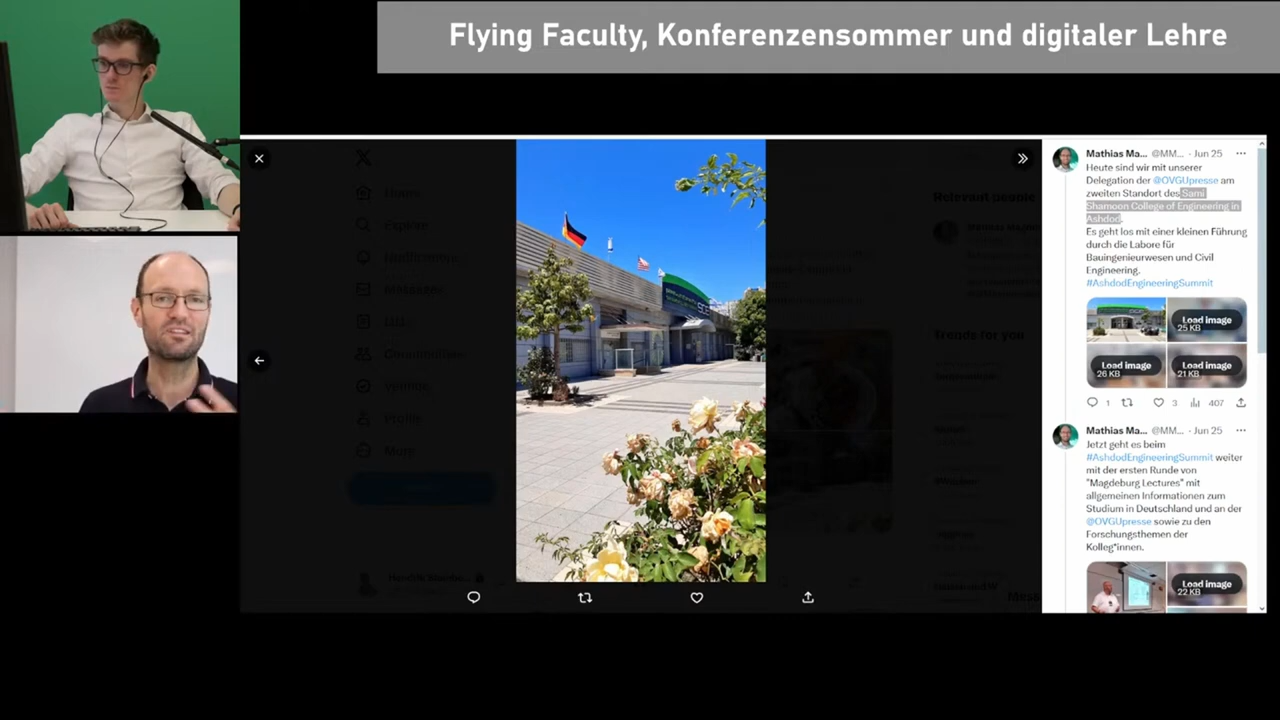 Flying Faculty, Konferenzensommer und digitaler Lehre
Relevant people
Explore
Trends for you
Profile
More
Mathias Ma... @MM... · Jun 25
Heute sind wir mit unserer
Delegation der @OVGUpresse am
zweiten Standort des Sami
Shamoon College of Engineering in
Ashdod.
Es geht los mit einer kleinen Führung
durch die Labore für
Bauingenieurwesen und Civil
Engineering.
#AshdodEngineeringSummit
Load image
25 KB
Load image
26 KB
Load image
21 KB
1
3
407
Mathias Ma... @MM... · Jun 25
Jetzt geht es beim
#AshdodEngineeringSummit weiter
mit der ersten Runde von
"Magdeburg Lectures" mit
allgemeinen Informationen zum
Studium in Deutschland und an der
@OVGUpresse sowie zu den
Forschungsthemen der
Kolleg*innen.
Load image
22 KB